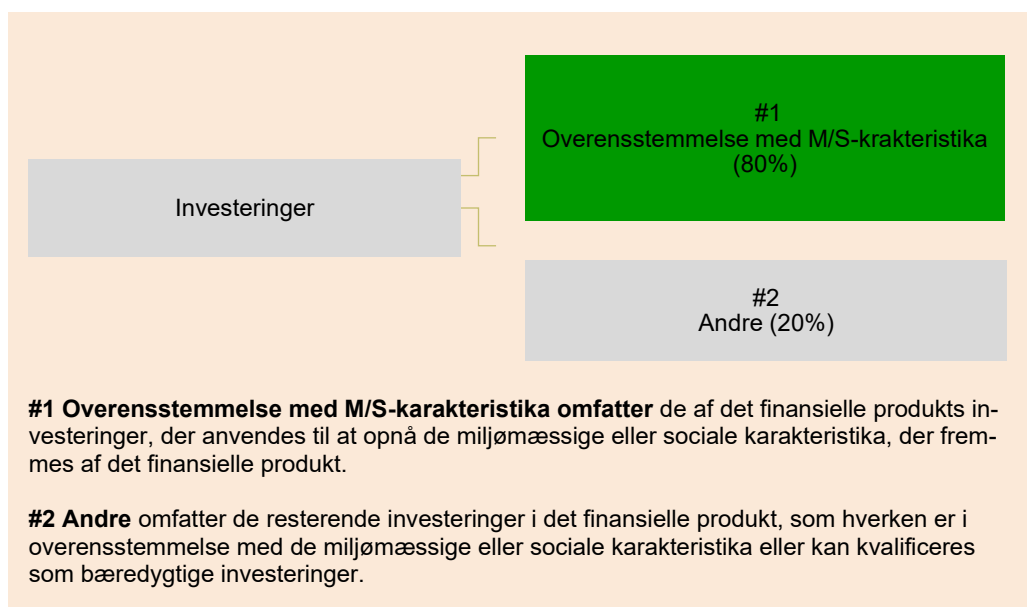 #1
Overensstemmelse med M/S-krakteristika
(80%)
Investeringer
#2
Andre (20%)
#1 Overensstemmelse med M/S-karakteristika omfatter de af det finansielle produkts in-
vesteringer, der anvendes til at opnå de miljømæssige eller sociale karakteristika, der frem-
mes af det finansielle produkt.
#2 Andre omfatter de resterende investeringer i det finansielle produkt, som hverken er i
overensstemmelse med de miljømæssige eller sociale karakteristika eller kan kvalificeres
som bæredygtige investeringer.